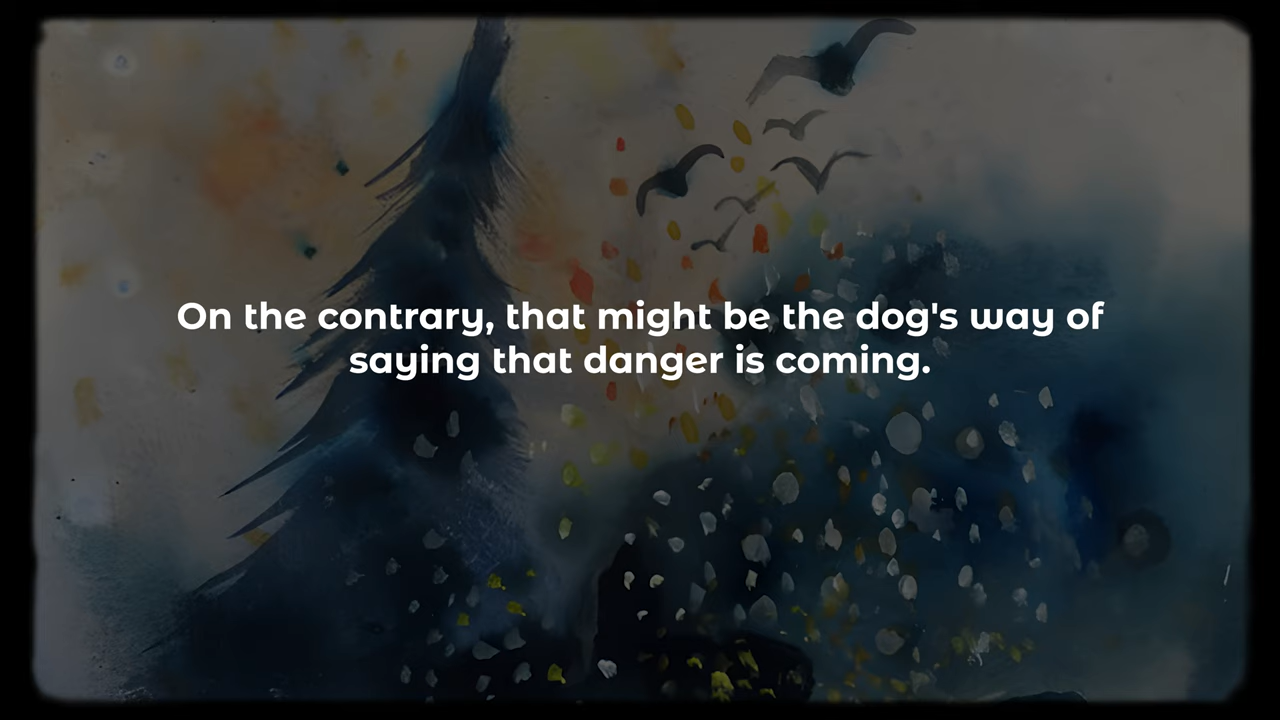 On the contrary, that might be the dog's way of
saying that danger is coming.